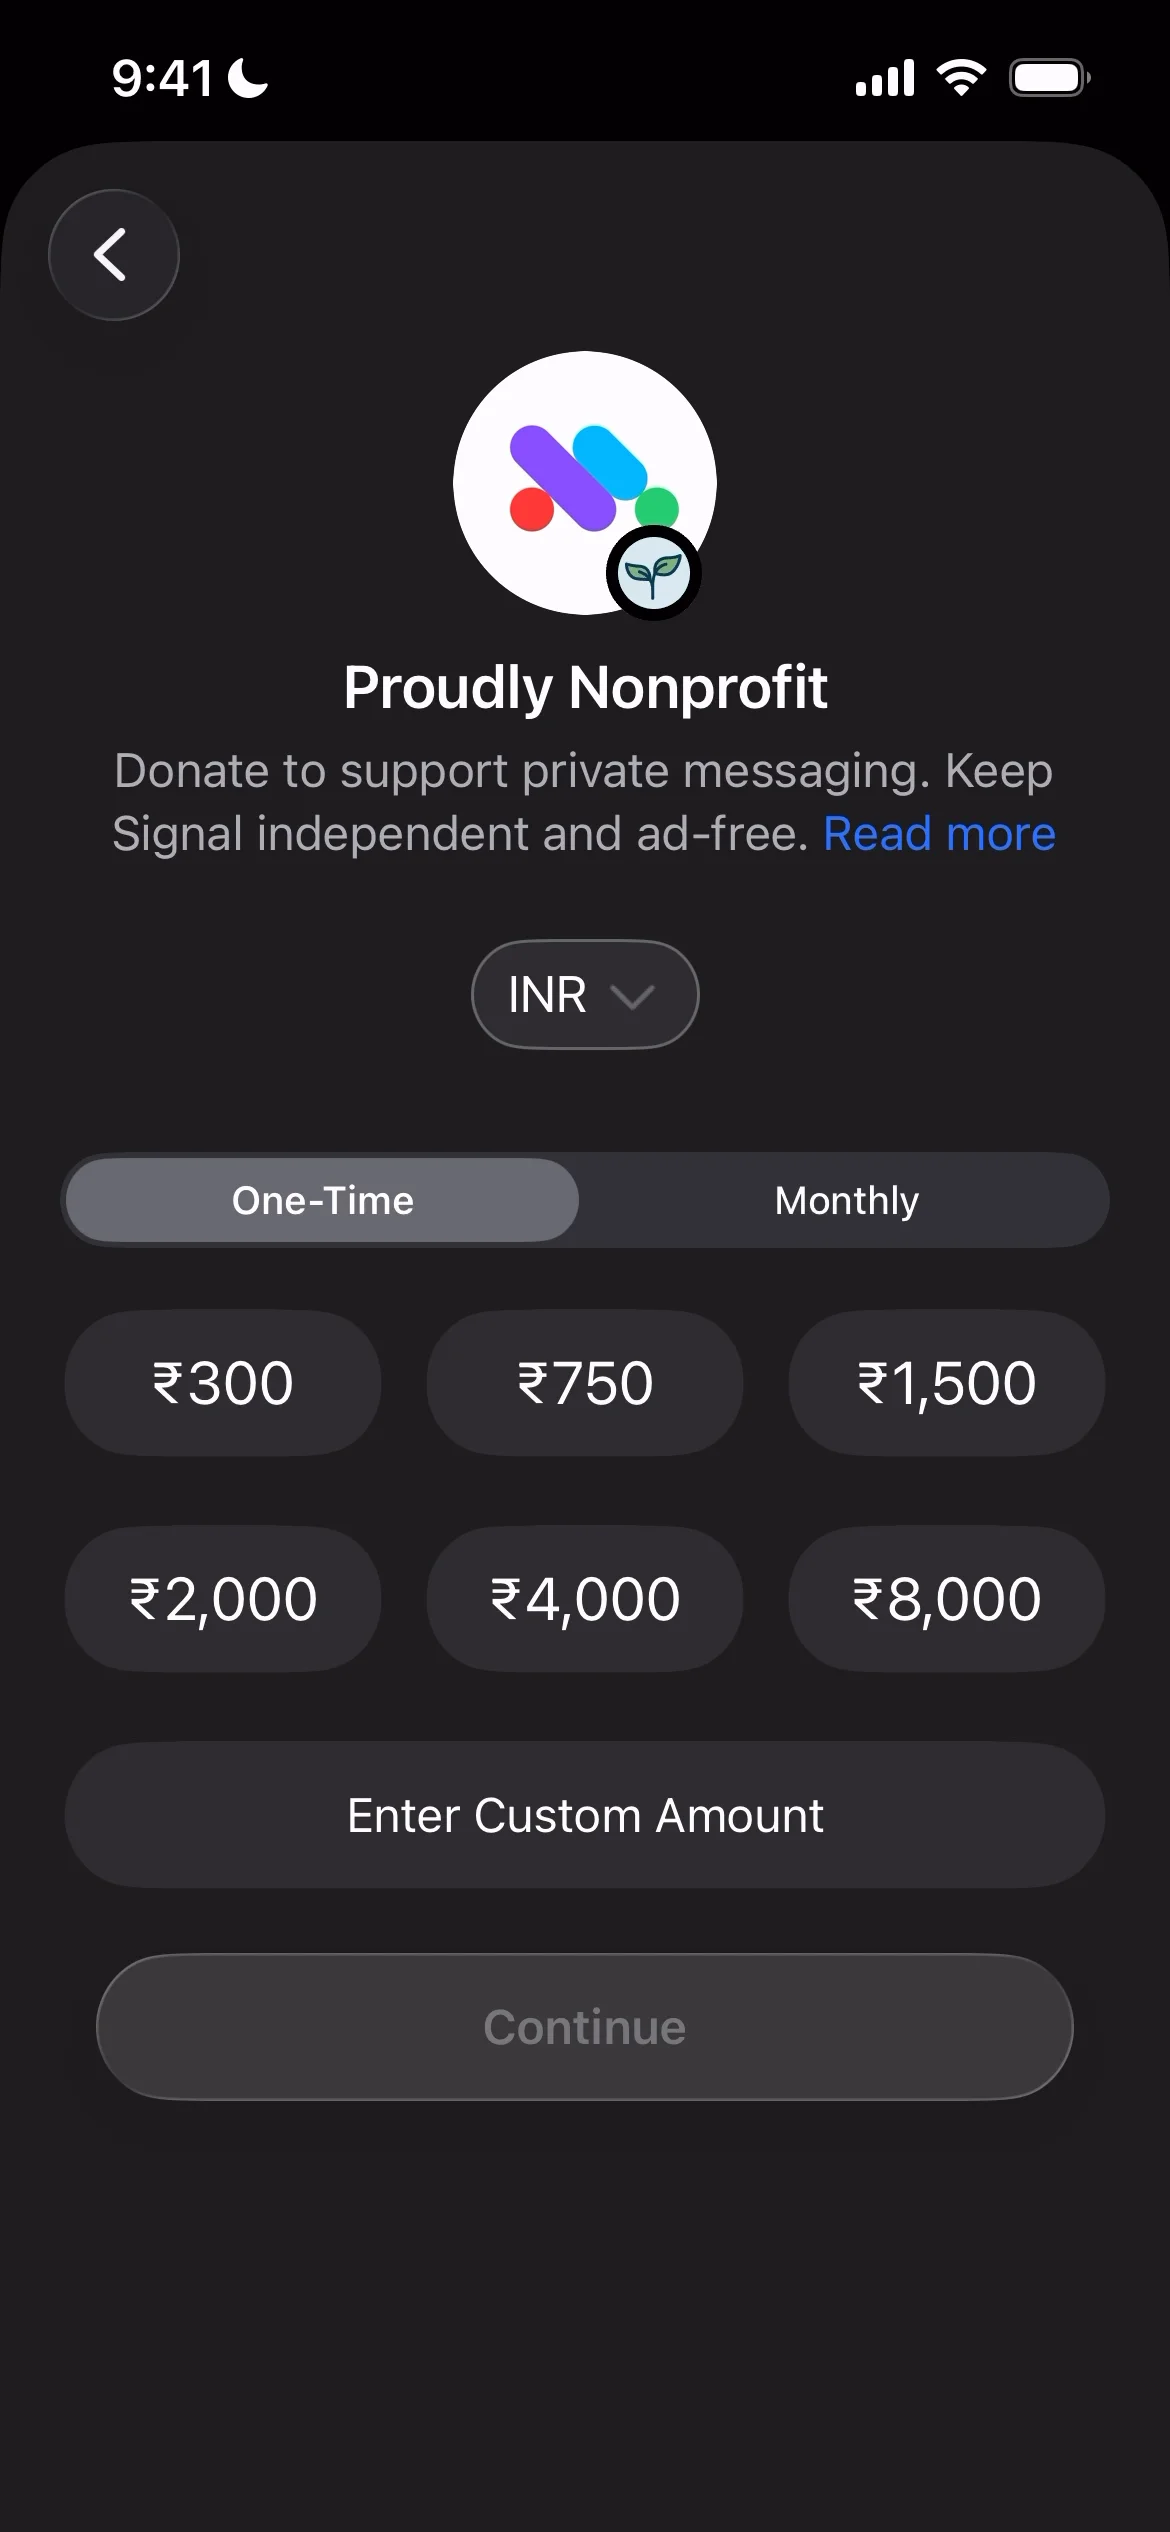 9:41
Proudly Nonprofit
Donate to support private messaging. Keep
Signal independent and ad-free. Read more
INR
One-Time Monthly
₹300 ₹750 ₹1,500
₹2,000 ₹4,000 ₹8,000
Enter Custom Amount
Continue